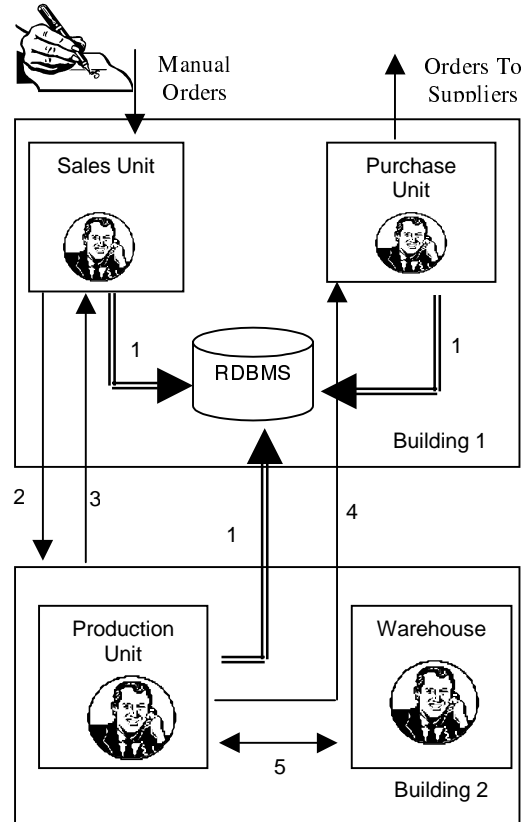 Manual
Orders
Orders To
Suppliers
Sales Unit
Purchase
Unit
1
1
RDBMS
Building 1
2
3
1
4
Production
Unit
Warehouse
5
Building 2